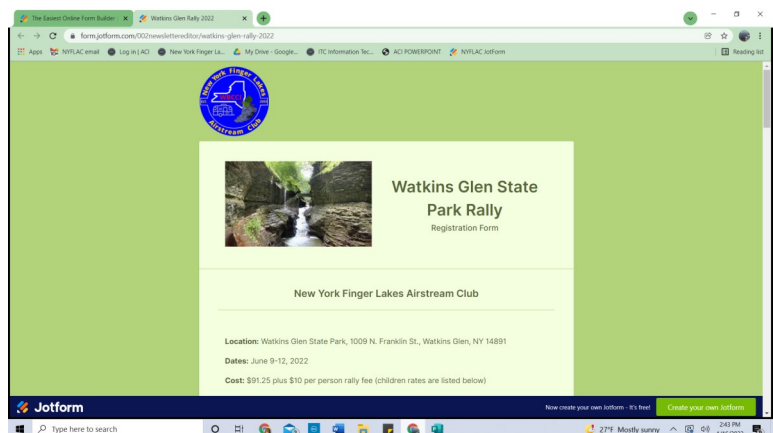 The Easiest Online Form Builder
Watkins Glen Rally 2022
form.jotform.com/002newslettereditor/watkins-glen-rally-2022
Apps NYFLAC email Log in | ACI New York Finger La... My Drive - Google... ITC Information Tec... ACI POWERPOINT NYFLAC JotForm Reading list
New York Finger Lakes
WBCCI
Airstream Club
Watkins Glen State
Park Rally
Registration Form
New York Finger Lakes Airstream Club
Location: Watkins Glen State Park, 1009 N. Franklin St., Watkins Glen, NY 14891
Dates: June 9-12, 2022
Cost: $91.25 plus $10 per person rally fee (children rates are listed below)
Jotform
Now create your own Jotform - It's free!
Create your own Jotform
Type here to search
27°F Mostly sunny
2:43 PM